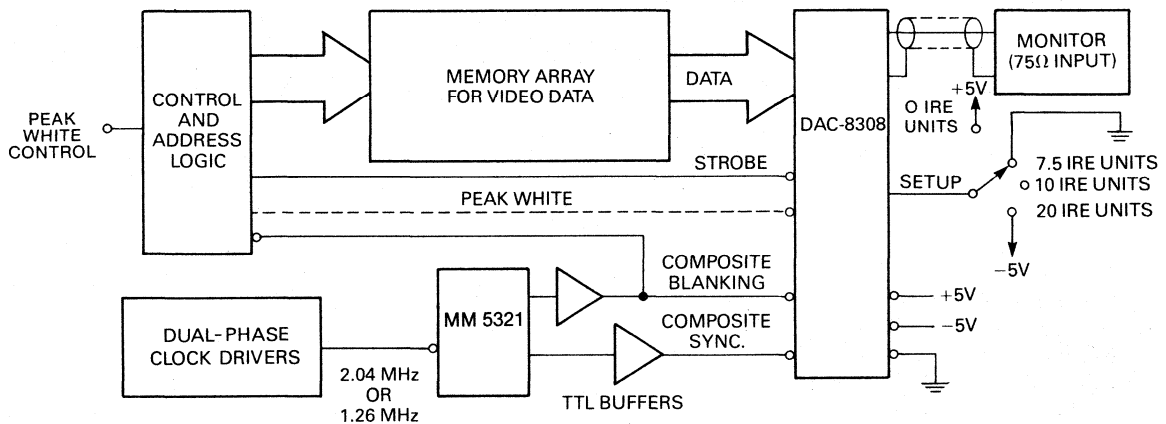 PEAK
WHITE
CONTROL
CONTROL
AND
ADDRESS
LOGIC
MEMORY ARRAY
FOR VIDEO DATA
DATA
STROBE
PEAK WHITE
DAC-8308
MONITOR
(75Ω INPUT)
+5V
O IRE
UNITS
SETUP
7.5 IRE UNITS
10 IRE UNITS
20 IRE UNITS
−5V
DUAL-PHASE
CLOCK DRIVERS
2.04 MHz
OR
1.26 MHz
MM 5321
COMPOSITE
BLANKING
COMPOSITE
SYNC.
TTL BUFFERS
+5V
−5V